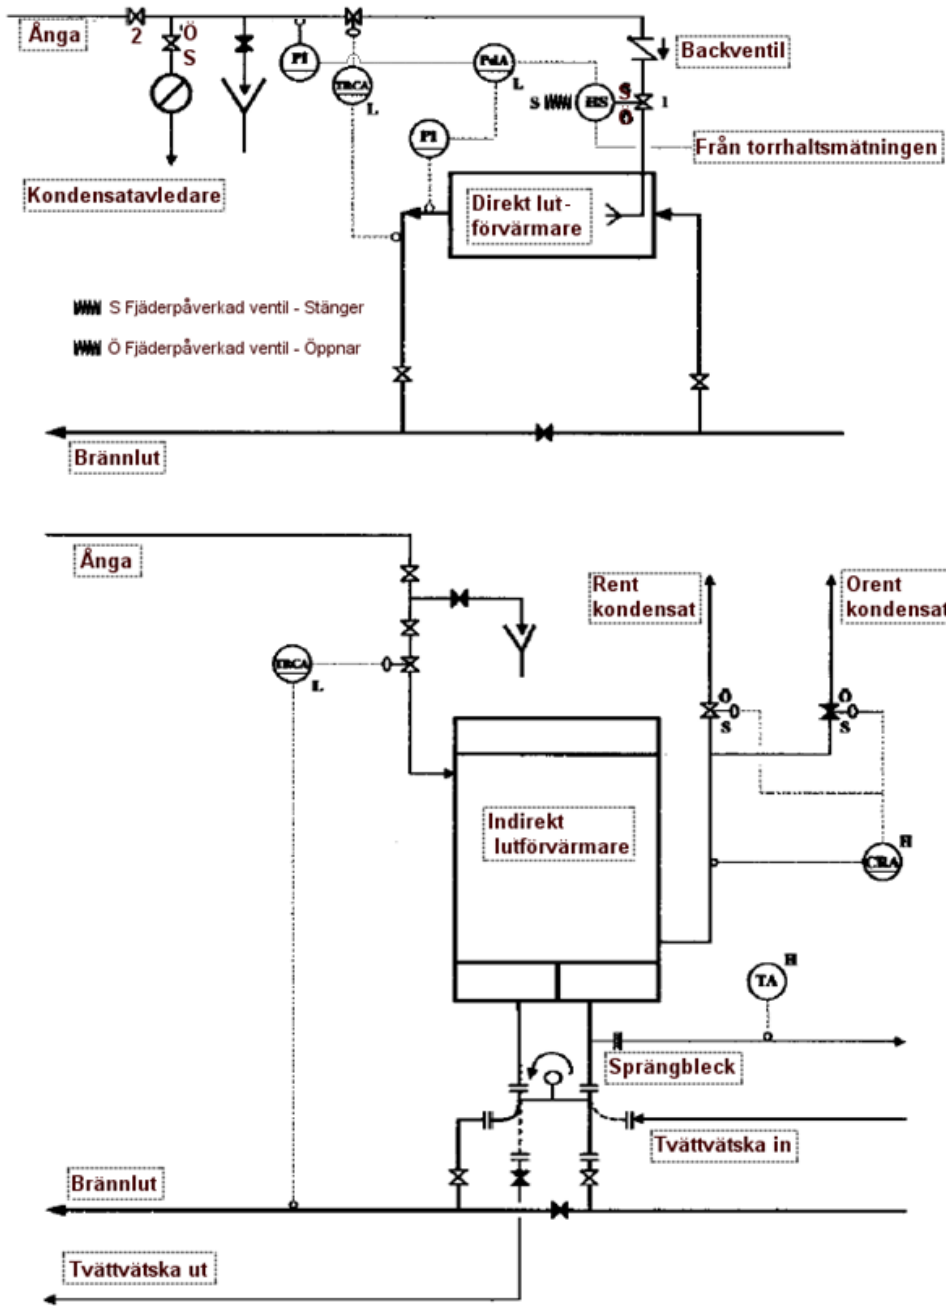 Ånga
2
Ö
S
PI
TRCA
L
PdA
L
S
HS
S
Ö
1
Backventil
PI
Från torrhaltsmätningen
Kondensatavledare
Direkt lut-
förvärmare
S Fjäderpåverkad ventil - Stänger
Ö Fjäderpåverkad ventil - Öppnar
Brännlut
Ånga
Rent
kondensat
Orent
kondensat
TRCA
L
Ö
S
Ö
S
Indirekt
lutförvärmare
CRA
H
TA
H
Sprängbleck
Tvättvätska in
Brännlut
Tvättvätska ut